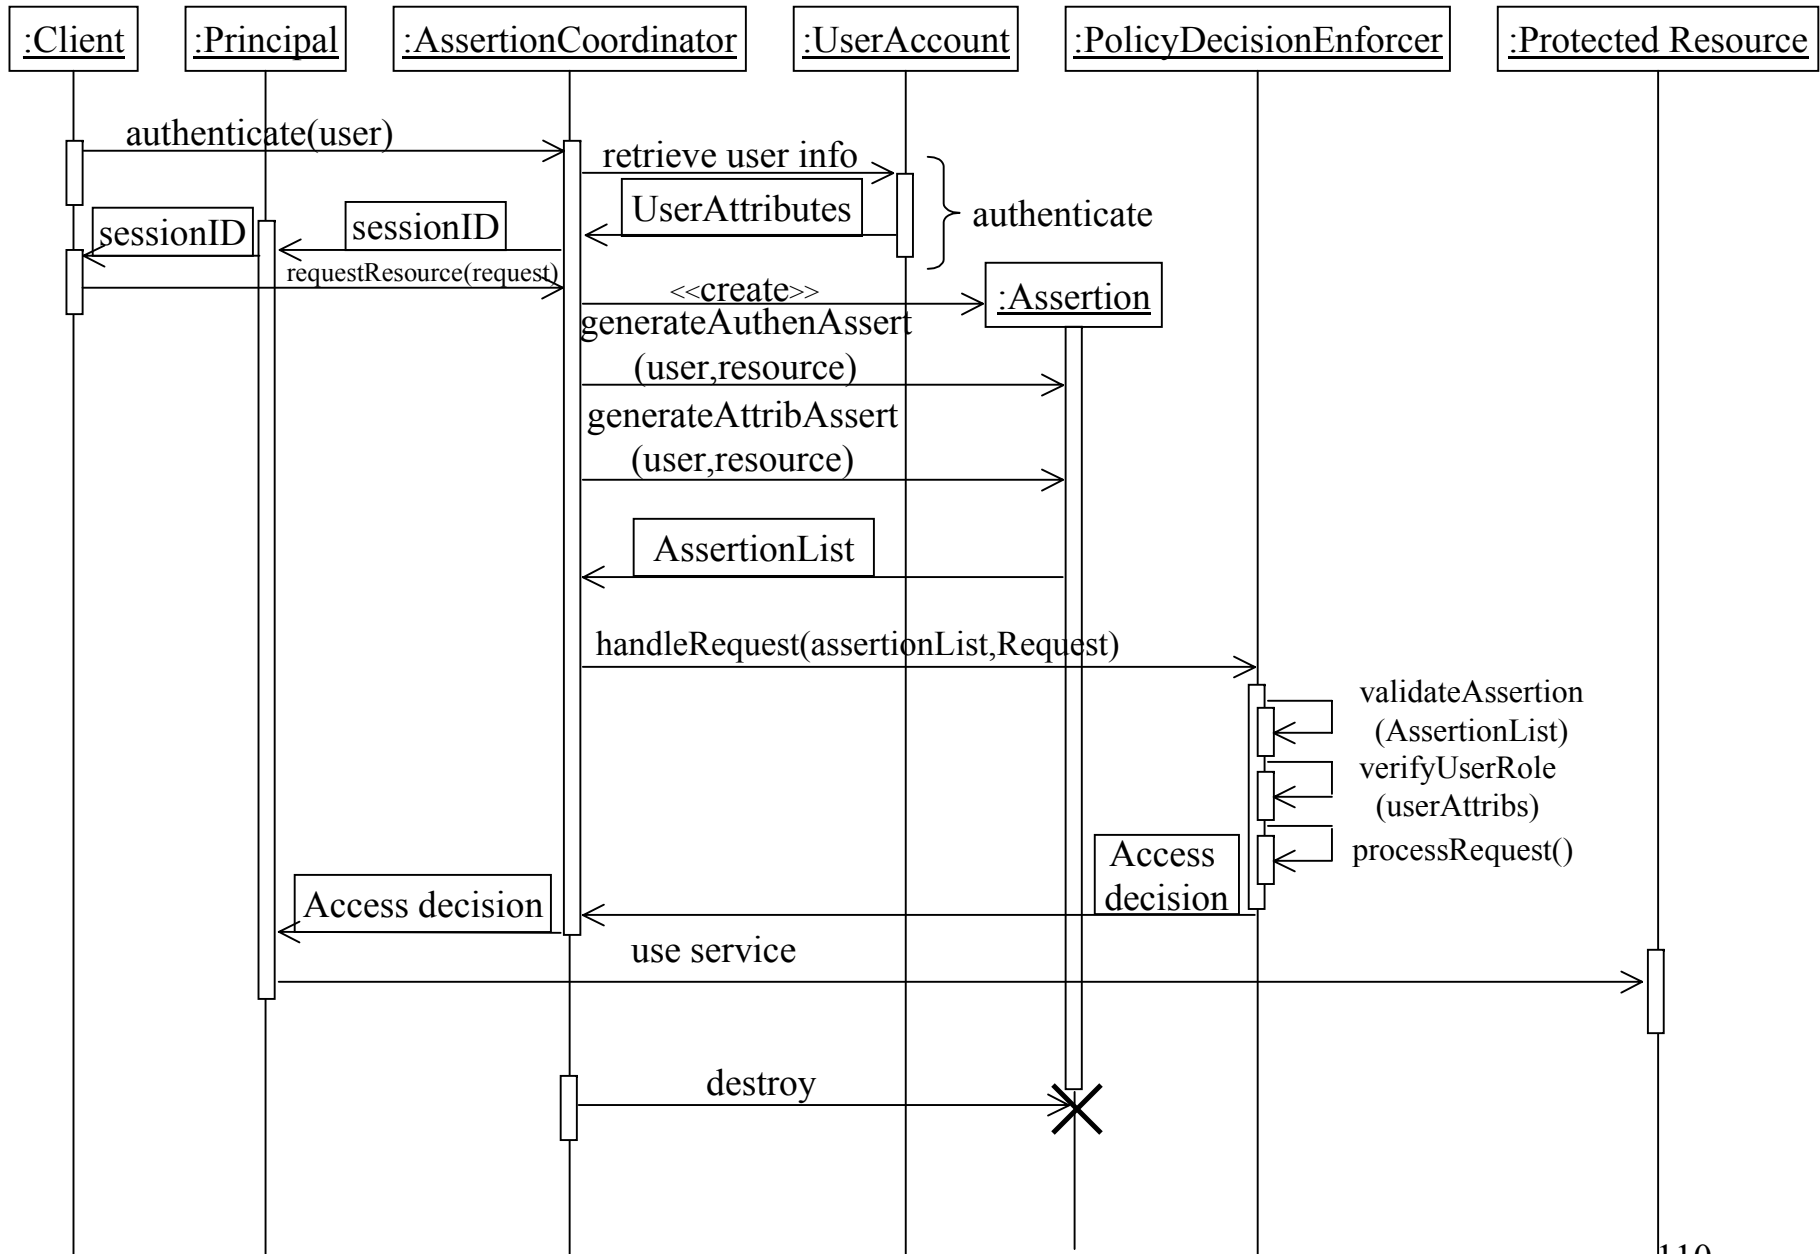 :Client
:Principal
:AssertionCoordinator
:UserAccount
:PolicyDecisionEnforcer
:Protected Resource
authenticate(user)
retrieve user info
UserAttributes
authenticate
sessionID
sessionID
requestResource(request)
<<create>>
:Assertion
generateAuthenAssert
(user,resource)
generateAttribAssert
(user,resource)
AssertionList
handleRequest(assertionList,Request)
validateAssertion
(AssertionList)
verifyUserRole
(userAttribs)
processRequest()
Access
decision
Access decision
use service
destroy
110